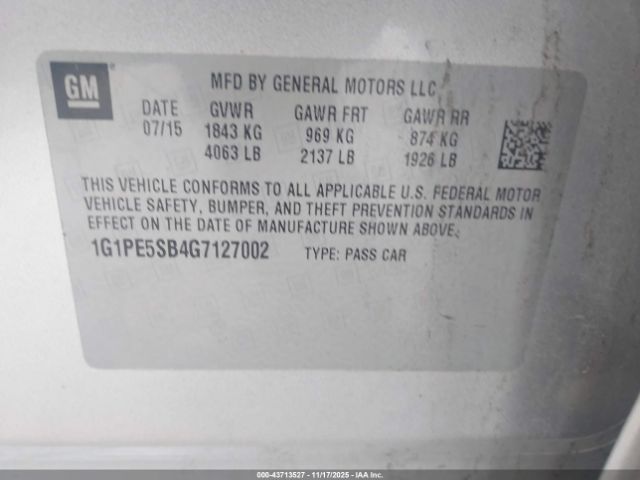 GM
MFD BY GENERAL MOTORS LLC
DATE GVWR GAWR FRT GAWR RR
07/15 1843 KG 969 KG 874 KG
4063 LB 2137 LB 1926 LB
THIS VEHICLE CONFORMS TO ALL APPLICABLE U.S. FEDERAL MOTOR
VEHICLE SAFETY, BUMPER, AND THEFT PREVENTION STANDARDS IN
EFFECT ON THE DATE OF MANUFACTURE SHOWN ABOVE.
1G1PE5SB4G7127002 TYPE: PASS CAR
000-43713527 - 11/17/2025 - IAA Inc.